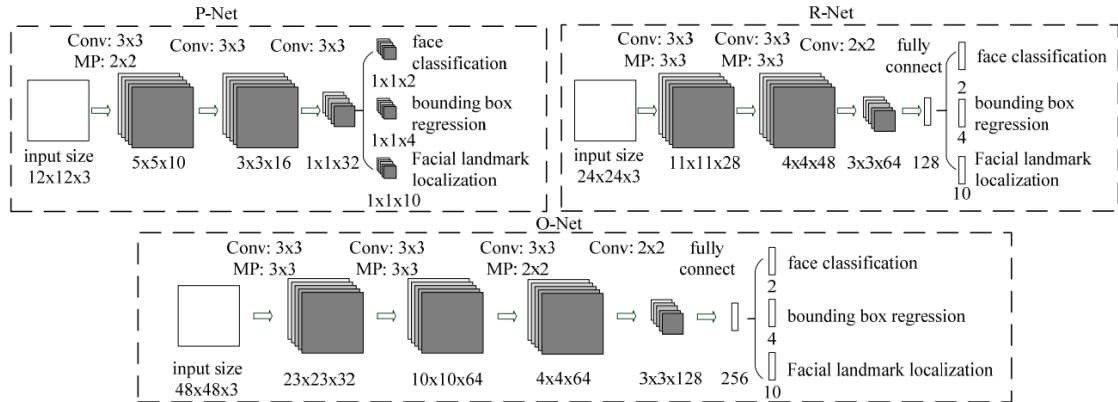 P-Net
Conv: 3x3
MP: 2x2
Conv: 3x3
Conv: 3x3
face
classification
1x1x2
bounding box
regression
1x1x4
Facial landmark
localization
1x1x10
input size
12x12x3
5x5x10
3x3x16
1x1x32
R-Net
Conv: 3x3
MP: 3x3
Conv: 3x3
MP: 3x3
Conv: 2x2
fully
connect
face classification
2
bounding box
regression
4
Facial landmark
localization
10
input size
24x24x3
11x11x28
4x4x48
3x3x64
128
O-Net
Conv: 3x3
MP: 3x3
Conv: 3x3
MP: 3x3
Conv: 3x3
MP: 2x2
Conv: 2x2
fully
connect
face classification
2
bounding box regression
4
Facial landmark localization
10
input size
48x48x3
23x23x32
10x10x64
4x4x64
3x3x128
256